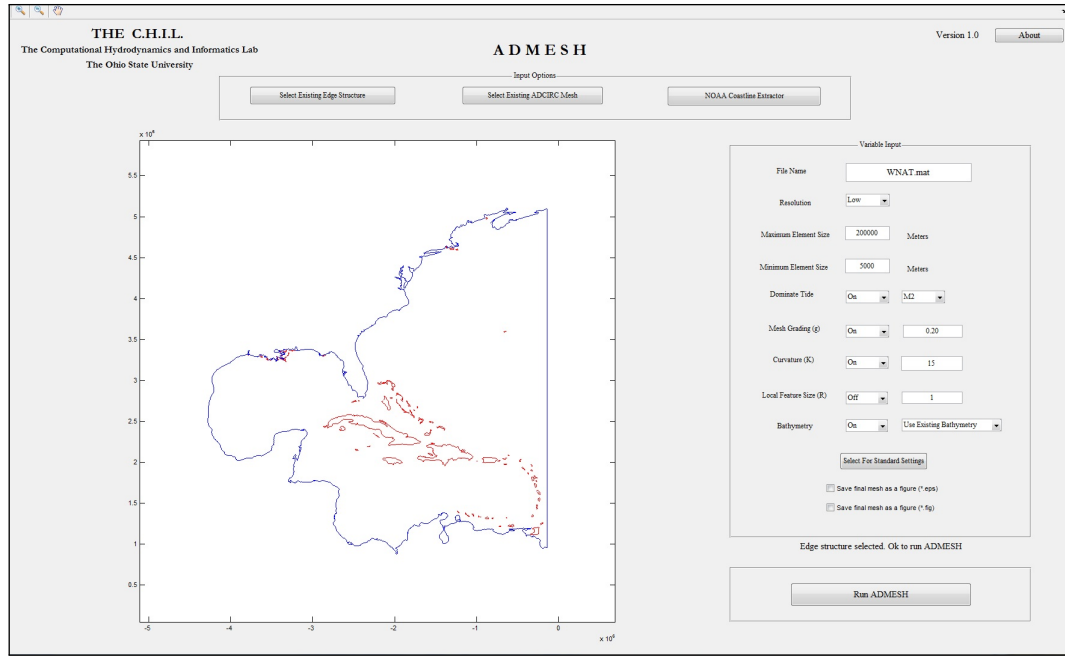 THE C.H.I.L.
The Computational Hydrodynamics and Informatics Lab
The Ohio State University
A D M E S H
Version 1.0
About
Input Options
Select Existing Edge Structure
Select Existing ADCIRC Mesh
NOAA Coastline Extractor
x 10⁶
5.5
5
4.5
4
3.5
3
2.5
2
1.5
1
0.5
-5
-4
-3
-2
-1
0
x 10⁶
Variable Input
File Name
WNAT.mat
Resolution
Low
Maximum Element Size
200000
Meters
Minimum Element Size
5000
Meters
Dominate Tide
On
M2
Mesh Grading (g)
On
0.20
Curvature (K)
On
15
Local Feature Size (R)
Off
1
Bathymetry
On
Use Existing Bathymetry
Select For Standard Settings
Save final mesh as a figure (*.eps)
Save final mesh as a figure (*.fig)
Edge structure selected. Ok to run ADMESH
Run ADMESH